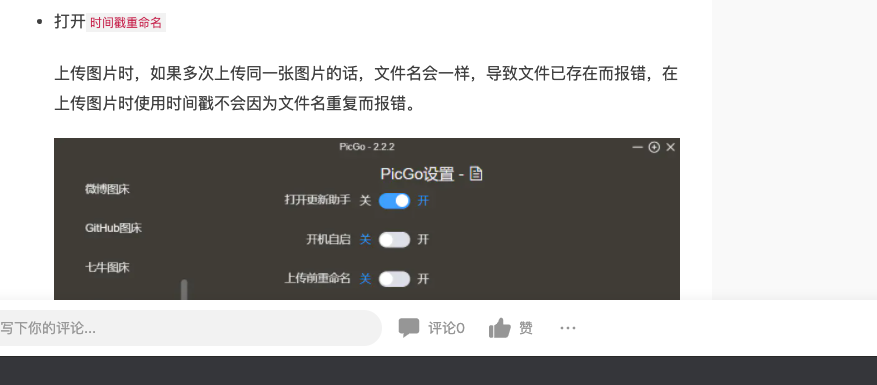 打开 时间戳重命名
上传图片时，如果多次上传同一张图片的话，文件名会一样，导致文件已存在而报错，在
上传图片时使用时间戳不会因为文件名重复而报错。
PicGo - 2.2.2
PicGo设置 -
微博图床
打开更新助手 关 开
GitHub图床
开机自启 关 开
七牛图床
上传前重命名 关 开
写下你的评论... 评论0 赞 ...